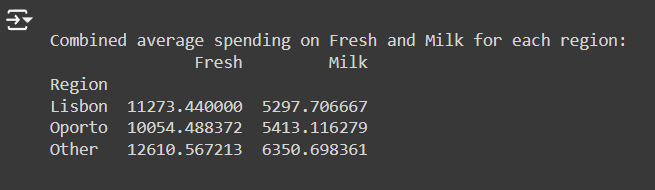 Combined average spending on Fresh and Milk for each region:
Fresh Milk
Region
Lisbon 11273.440000 5297.706667
Oporto 10054.488372 5413.116279
Other 12610.567213 6350.698361